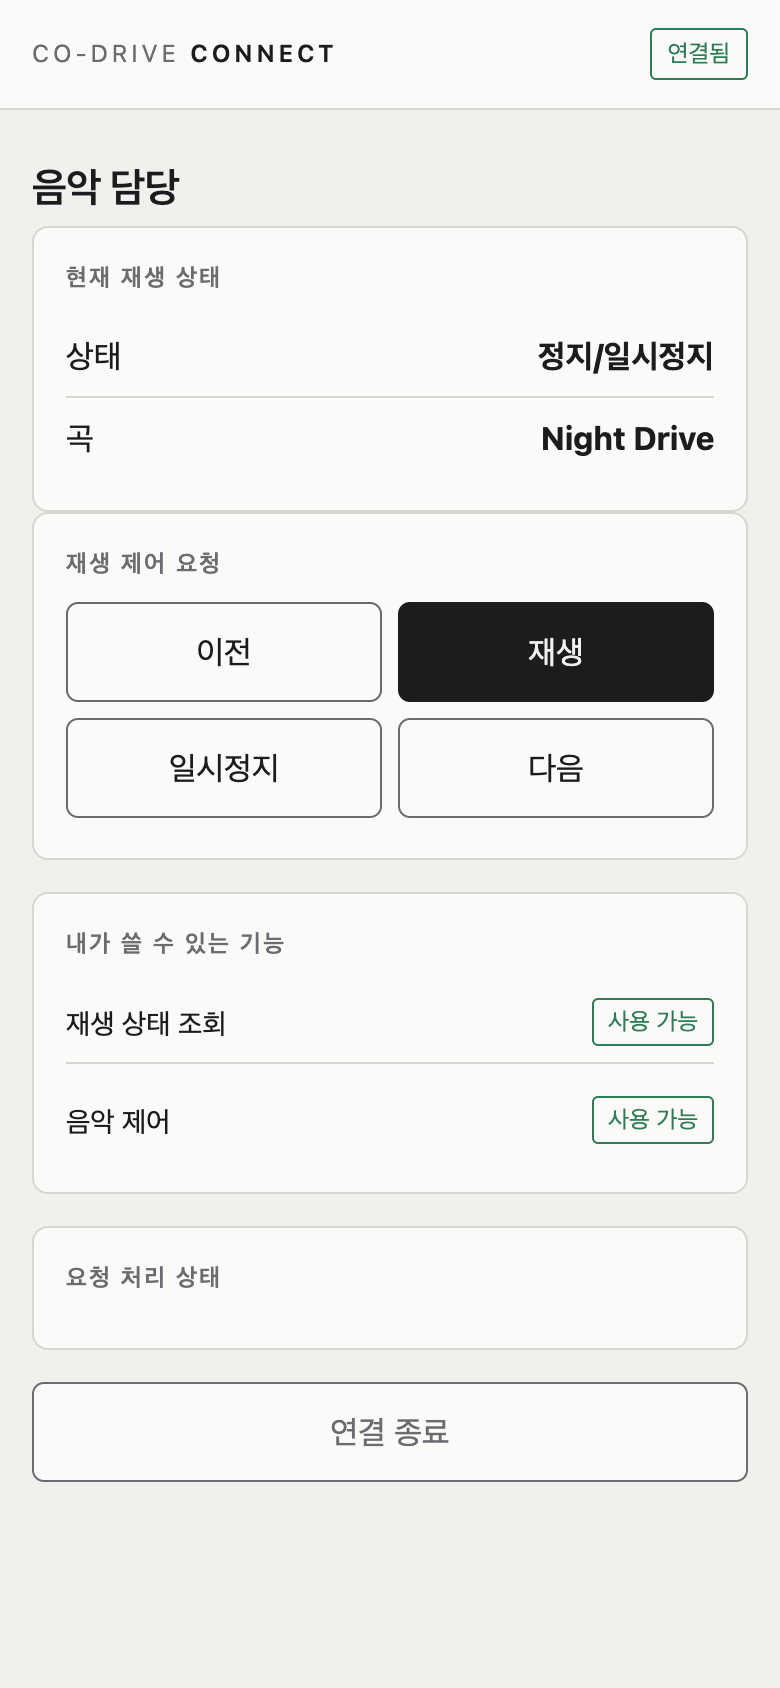 CO-DRIVE CONNECT
연결됨
음악 담당
현재 재생 상태
상태 정지/일시정지
곡 Night Drive
재생 제어 요청
이전 재생
일시정지 다음
내가 쓸 수 있는 기능
재생 상태 조회 사용 가능
음악 제어 사용 가능
요청 처리 상태
연결 종료